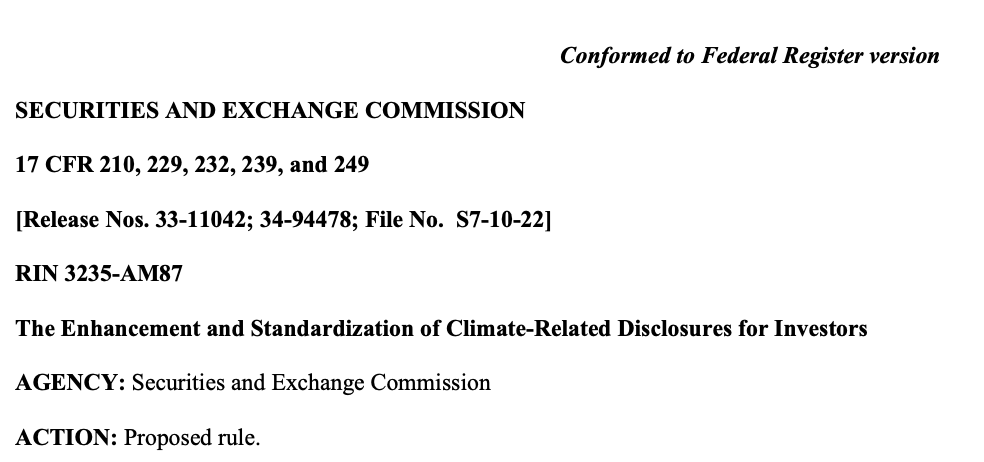 Conformed to Federal Register version
SECURITIES AND EXCHANGE COMMISSION
17 CFR 210, 229, 232, 239, and 249
[Release Nos. 33-11042; 34-94478; File No.  S7-10-22]
RIN 3235-AM87
The Enhancement and Standardization of Climate-Related Disclosures for Investors
AGENCY: Securities and Exchange Commission
ACTION: Proposed rule.